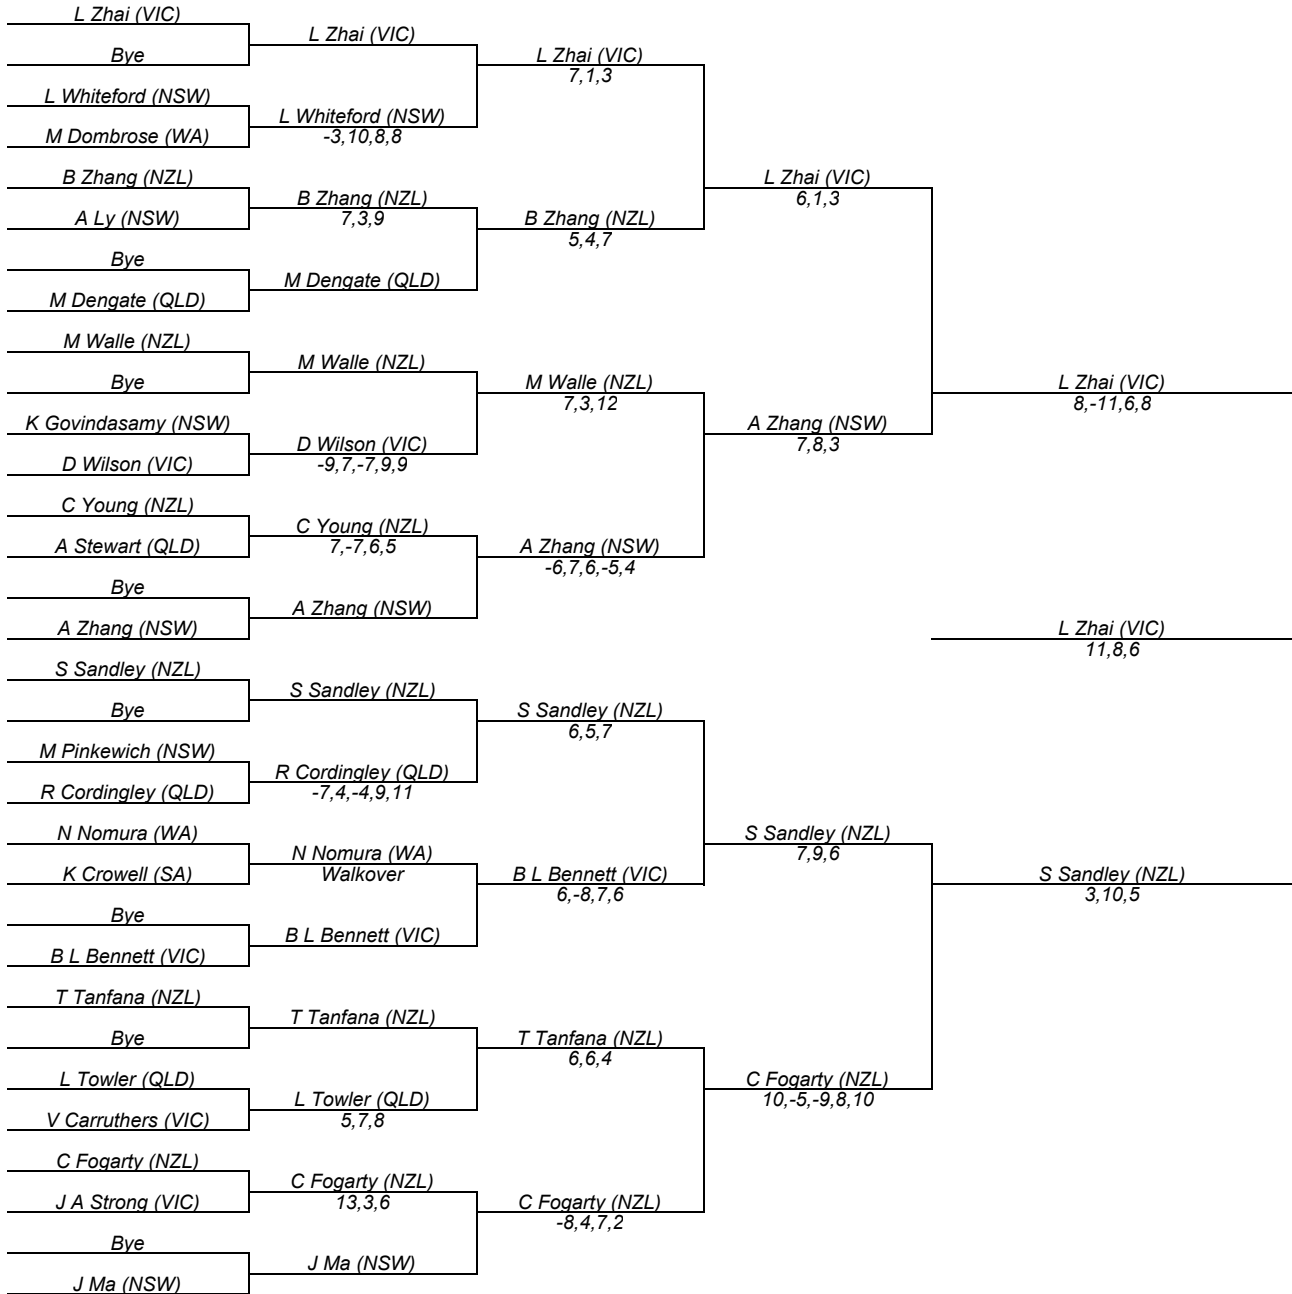 L Zhai (VIC)
Bye
L Whiteford (NSW)
M Dombrose (WA)
B Zhang (NZL)
A Ly (NSW)
Bye
M Dengate (QLD)
M Walle (NZL)
Bye
K Govindasamy (NSW)
D Wilson (VIC)
C Young (NZL)
A Stewart (QLD)
Bye
A Zhang (NSW)
S Sandley (NZL)
Bye
M Pinkewich (NSW)
R Cordingley (QLD)
N Nomura (WA)
K Crowell (SA)
Bye
B L Bennett (VIC)
T Tanfana (NZL)
Bye
L Towler (QLD)
V Carruthers (VIC)
C Fogarty (NZL)
J A Strong (VIC)
Bye
J Ma (NSW)
L Zhai (VIC)
L Whiteford (NSW)
-3,10,8,8
B Zhang (NZL)
7,3,9
M Dengate (QLD)
M Walle (NZL)
D Wilson (VIC)
-9,7,-7,9,9
C Young (NZL)
7,-7,6,5
A Zhang (NSW)
S Sandley (NZL)
R Cordingley (QLD)
-7,4,-4,9,11
N Nomura (WA)
Walkover
B L Bennett (VIC)
T Tanfana (NZL)
L Towler (QLD)
5,7,8
C Fogarty (NZL)
13,3,6
J Ma (NSW)
L Zhai (VIC)
7,1,3
B Zhang (NZL)
5,4,7
M Walle (NZL)
7,3,12
A Zhang (NSW)
-6,7,6,-5,4
S Sandley (NZL)
6,5,7
B L Bennett (VIC)
6,-8,7,6
T Tanfana (NZL)
6,6,4
C Fogarty (NZL)
-8,4,7,2
L Zhai (VIC)
6,1,3
A Zhang (NSW)
7,8,3
S Sandley (NZL)
7,9,6
C Fogarty (NZL)
10,-5,-9,8,10
L Zhai (VIC)
8,-11,6,8
L Zhai (VIC)
11,8,6
S Sandley (NZL)
3,10,5